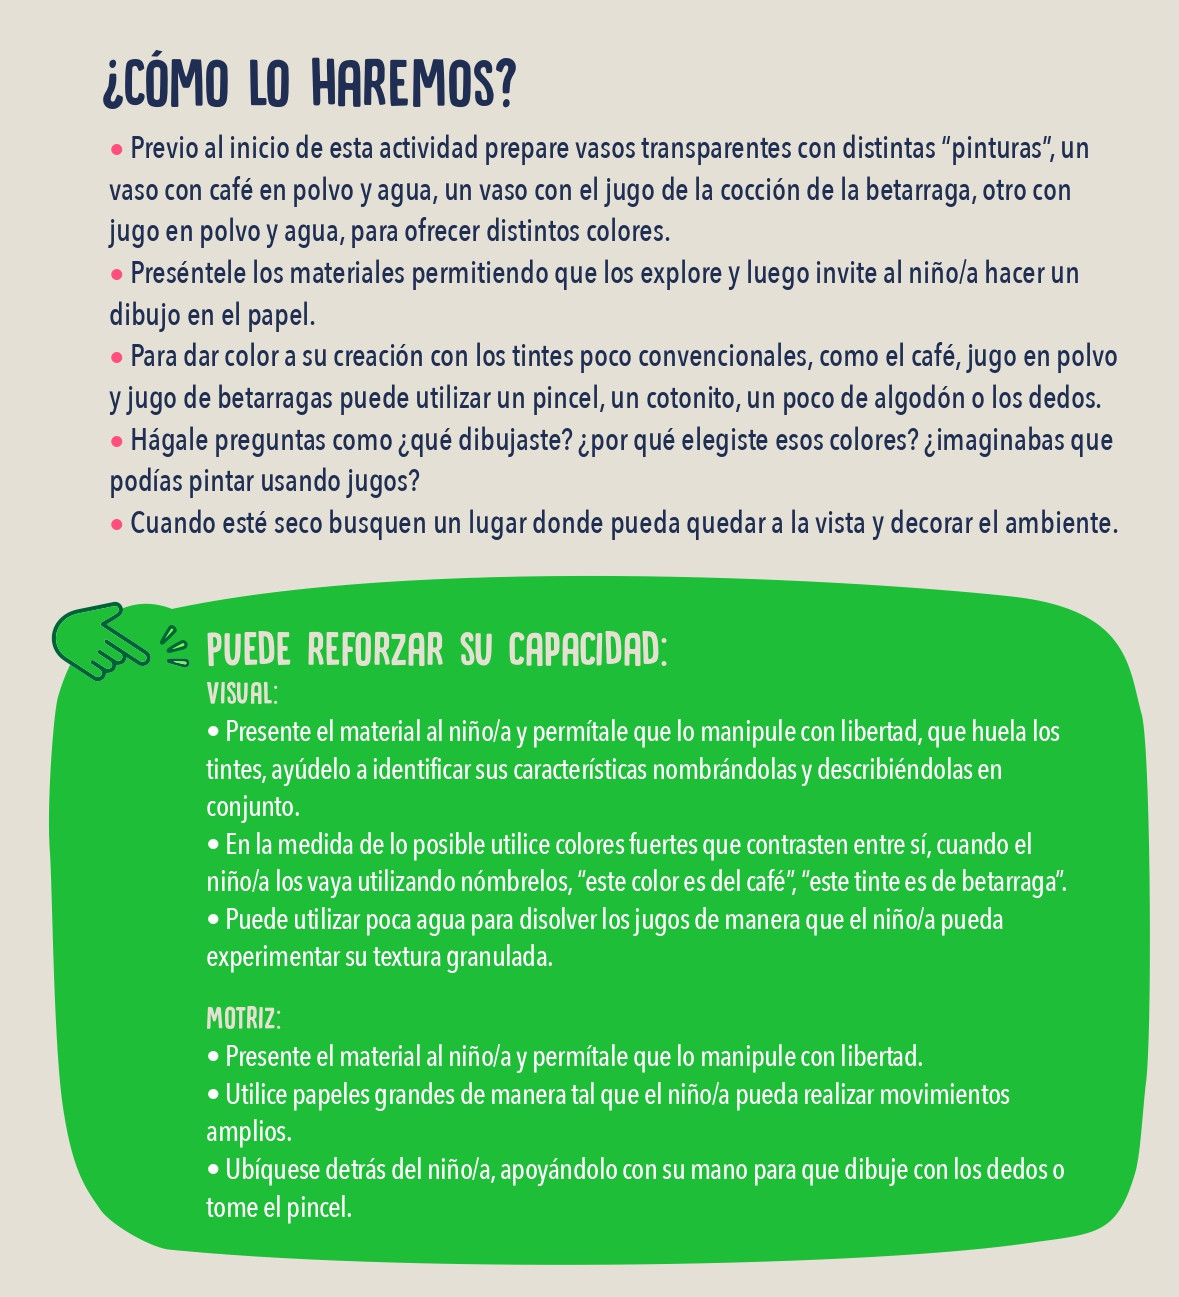 ¿CÓMO LO HAREMOS?
• Previo al inicio de esta actividad prepare vasos transparentes con distintas “pinturas”, un
vaso con café en polvo y agua, un vaso con el jugo de la cocción de la betarraga, otro con
jugo en polvo y agua, para ofrecer distintos colores.
• Preséntele los materiales permitiendo que los explore y luego invite al niño/a hacer un
dibujo en el papel.
• Para dar color a su creación con los tintes poco convencionales, como el café, jugo en polvo
y jugo de betarragas puede utilizar un pincel, un cotonito, un poco de algodón o los dedos.
• Hágale preguntas como ¿qué dibujaste? ¿por qué elegiste esos colores? ¿imaginabas que
podías pintar usando jugos?
• Cuando esté seco busquen un lugar donde pueda quedar a la vista y decorar el ambiente.
PUEDE REFORZAR SU CAPACIDAD:
VISUAL:
• Presente el material al niño/a y permítale que lo manipule con libertad, que huela los
tintes, ayúdelo a identificar sus características nombrándolas y describiéndolas en
conjunto.
• En la medida de lo posible utilice colores fuertes que contrasten entre sí, cuando el
niño/a los vaya utilizando nómbrelos, “este color es del café”, “este tinte es de betarraga“.
• Puede utilizar poca agua para disolver los jugos de manera que el niño/a pueda
experimentar su textura granulada.
MOTRIZ:
• Presente el material al niño/a y permítale que lo manipule con libertad.
• Utilice papeles grandes de manera tal que el niño/a pueda realizar movimientos
amplios.
• Ubíquese detrás del niño/a, apoyándolo con su mano para que dibuje con los dedos o
tome el pincel.